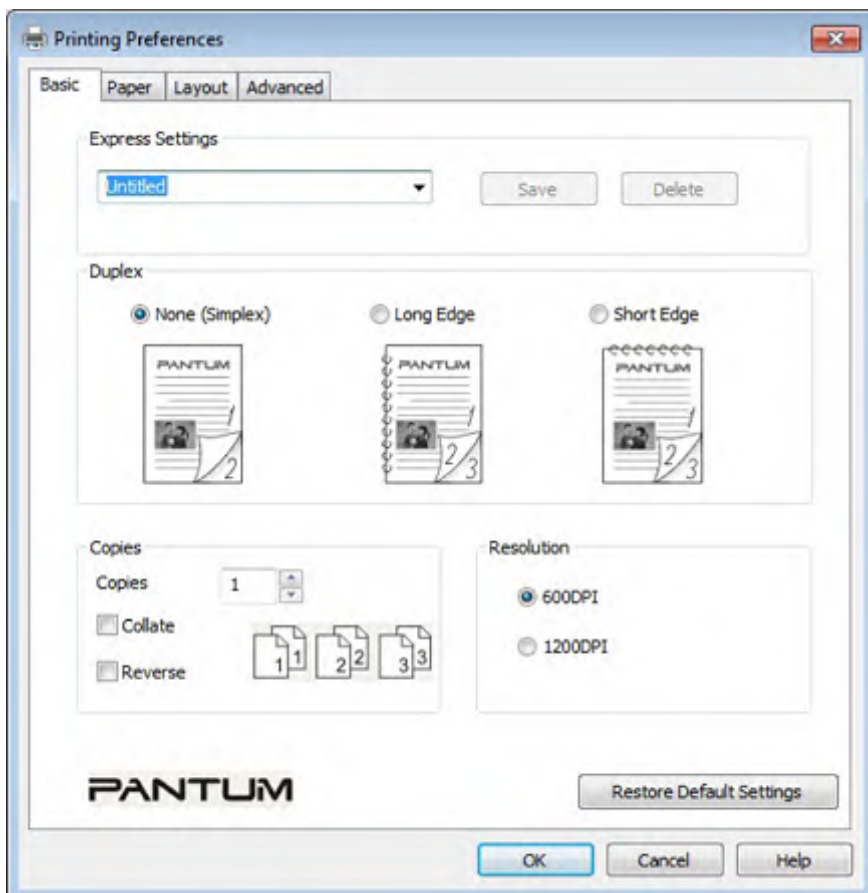 Printing Preferences
Basic Paper Layout Advanced
Express Settings
Untitled Save Delete
Duplex
None (Simplex) Long Edge Short Edge
PANTUM PANTUM PANTUM
1 1 1
2 2 3 2 3
Copies
Copies 1
Collate
Reverse
1 1 2 2 3 3
Resolution
600DPI
1200DPI
PANTUM
Restore Default Settings
OK Cancel Help